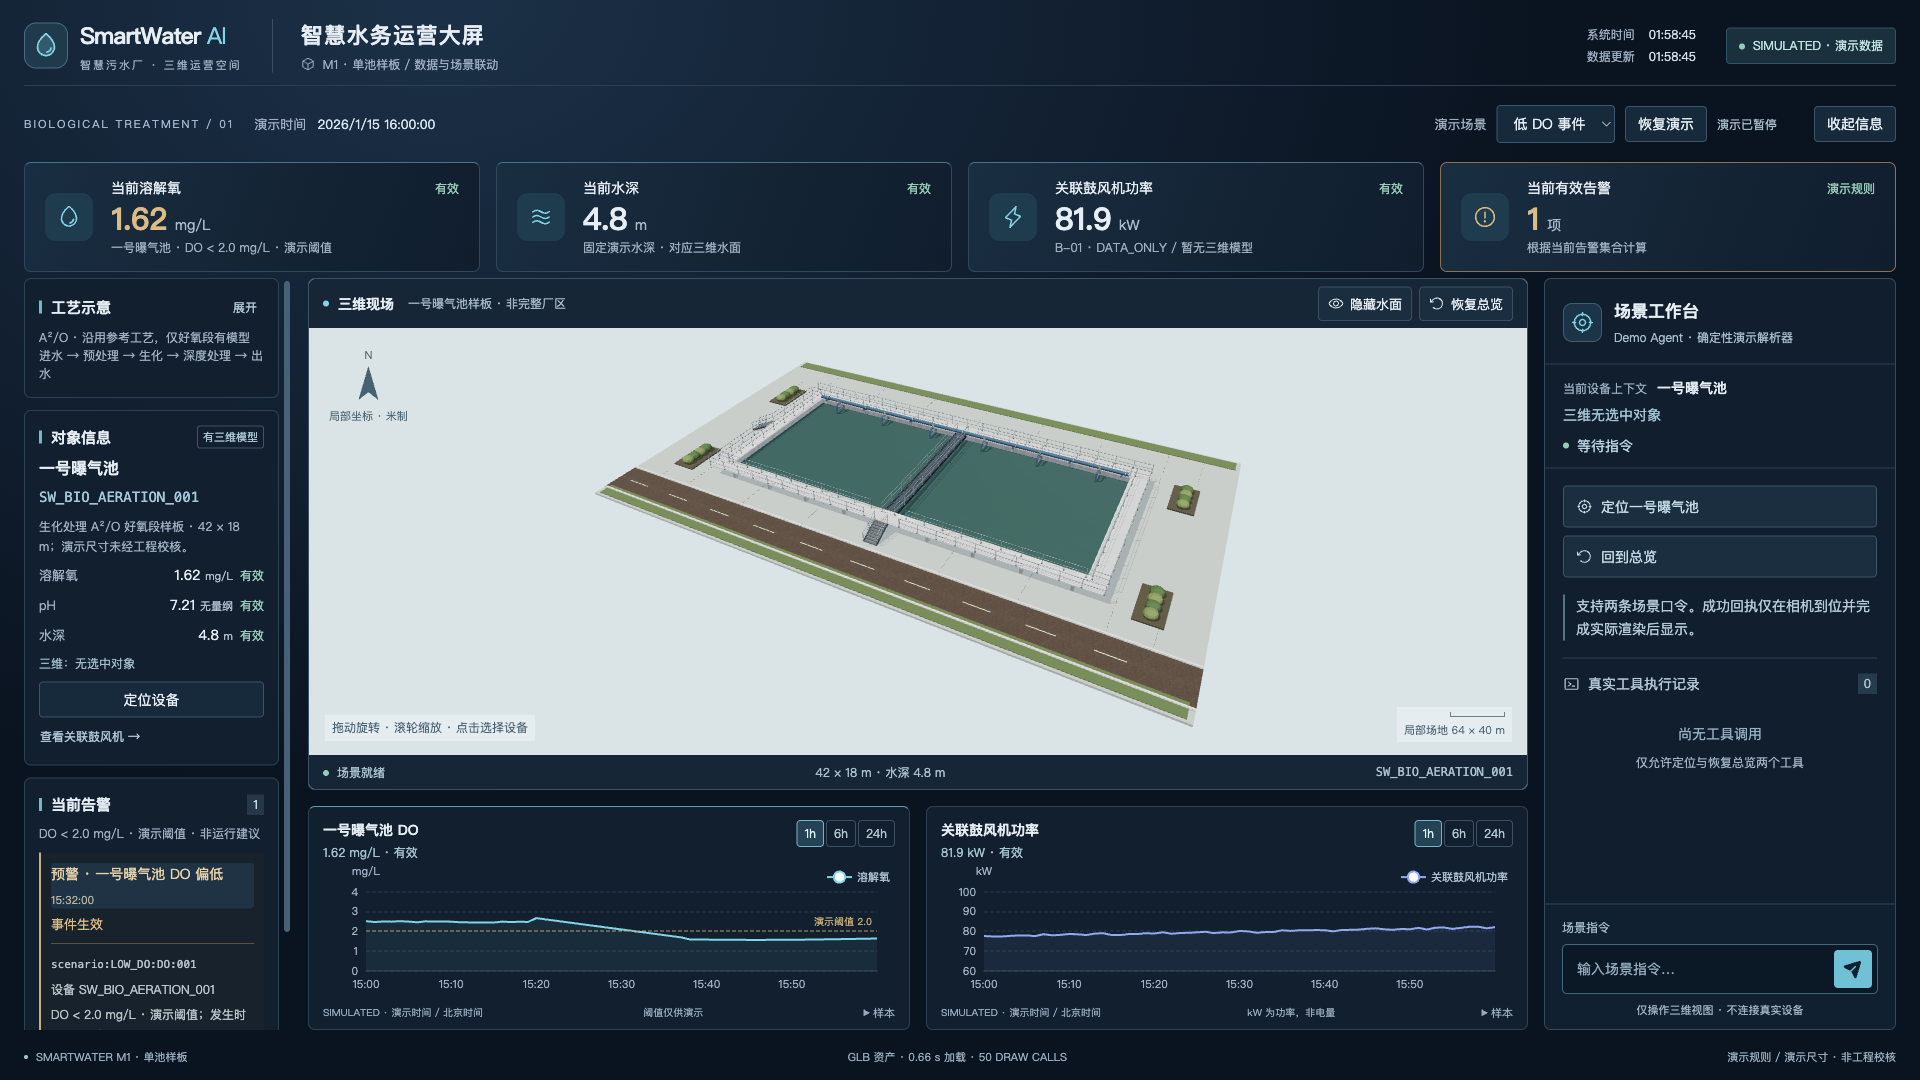 SmartWater AI
智慧污水厂 · 三维运营空间
智慧水务运营大屏
M1 · 单池样板 / 数据与场景联动
系统时间 01:58:45
数据更新 01:58:45
SIMULATED · 演示数据
BIOLOGICAL TREATMENT / 01
演示时间 2026/1/15 16:00:00
演示场景
低 DO 事件
恢复演示
演示已暂停
收起信息
当前溶解氧
有效
1.62 mg/L
一号曝气池 · DO < 2.0 mg/L · 演示阈值
当前水深
有效
4.8 m
固定演示水深 · 对应三维水面
关联鼓风机功率
有效
81.9 kW
B-01 · DATA_ONLY / 暂无三维模型
当前有效告警
演示规则
1 项
根据当前告警集合计算
工艺示意
展开
A²/O · 沿用参考工艺，仅好氧段有模型
进水 → 预处理 → 生化 → 深度处理 → 出
水
对象信息
有三维模型
一号曝气池
SW_BIO_AERATION_001
生化处理 A²/O 好氧段样板 · 42 × 18
m；演示尺寸未经工程校核。
溶解氧 1.62 mg/L 有效
pH 7.21 无量纲 有效
水深 4.8 m 有效
三维：无选中对象
定位设备
查看关联鼓风机 →
当前告警
1
DO < 2.0 mg/L · 演示阈值 · 非运行建议
预警 · 一号曝气池 DO 偏低
15:32:00
事件生效
scenario:LOW_DO:DO:001
设备 SW_BIO_AERATION_001
DO < 2.0 mg/L · 演示阈值；发生时
三维现场
一号曝气池样板 · 非完整厂区
隐藏水面
恢复总览
N
局部坐标 · 米制
拖动旋转 · 滚轮缩放 · 点击选择设备
局部场地 64 × 40 m
场景就绪
42 × 18 m · 水深 4.8 m
SW_BIO_AERATION_001
一号曝气池 DO
1h 6h 24h
1.62 mg/L · 有效
mg/L
溶解氧
4
3
2
1
0
演示阈值 2.0
15:00 15:10 15:20 15:30 15:40 15:50
SIMULATED · 演示时间 / 北京时间
阈值仅供演示
样本
关联鼓风机功率
1h 6h 24h
81.9 kW · 有效
kW
关联鼓风机功率
100
90
80
70
60
15:00 15:10 15:20 15:30 15:40 15:50
SIMULATED · 演示时间 / 北京时间
kW 为功率，非电量
样本
场景工作台
Demo Agent · 确定性演示解析器
当前设备上下文 一号曝气池
三维无选中对象
等待指令
定位一号曝气池
回到总览
支持两条场景口令。成功回执仅在相机到位并完
成实际渲染后显示。
真实工具执行记录
0
尚无工具调用
仅允许定位与恢复总览两个工具
场景指令
输入场景指令...
仅操作三维视图 · 不连接真实设备
SMARTWATER M1 · 单池样板
GLB 资产 · 0.66 s 加载 · 50 DRAW CALLS
演示规则 / 演示尺寸 · 非工程校核